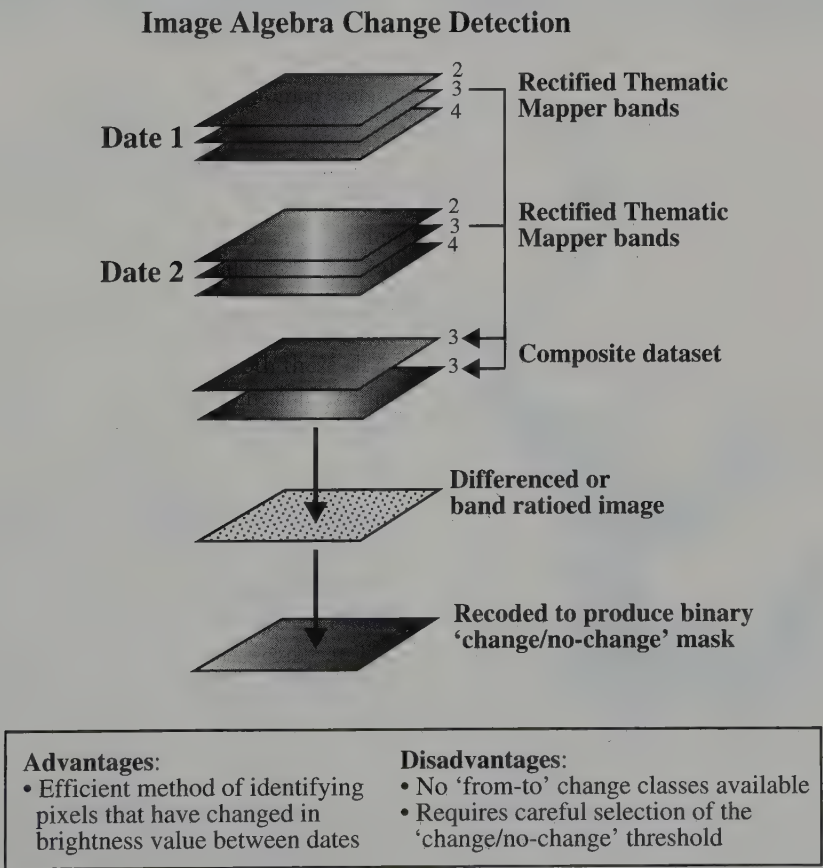 Image Algebra Change Detection
2
3
4
Rectified Thematic
Mapper bands
Date 1
2
3
4
Rectified Thematic
Mapper bands
Date 2
3
3
Composite dataset
Differenced or
band ratioed image
Recoded to produce binary
‘change/no-change’ mask
Advantages:
• Efficient method of identifying
pixels that have changed in
brightness value between dates
Disadvantages:
• No ‘from-to’ change classes available
• Requires careful selection of the
‘change/no-change’ threshold